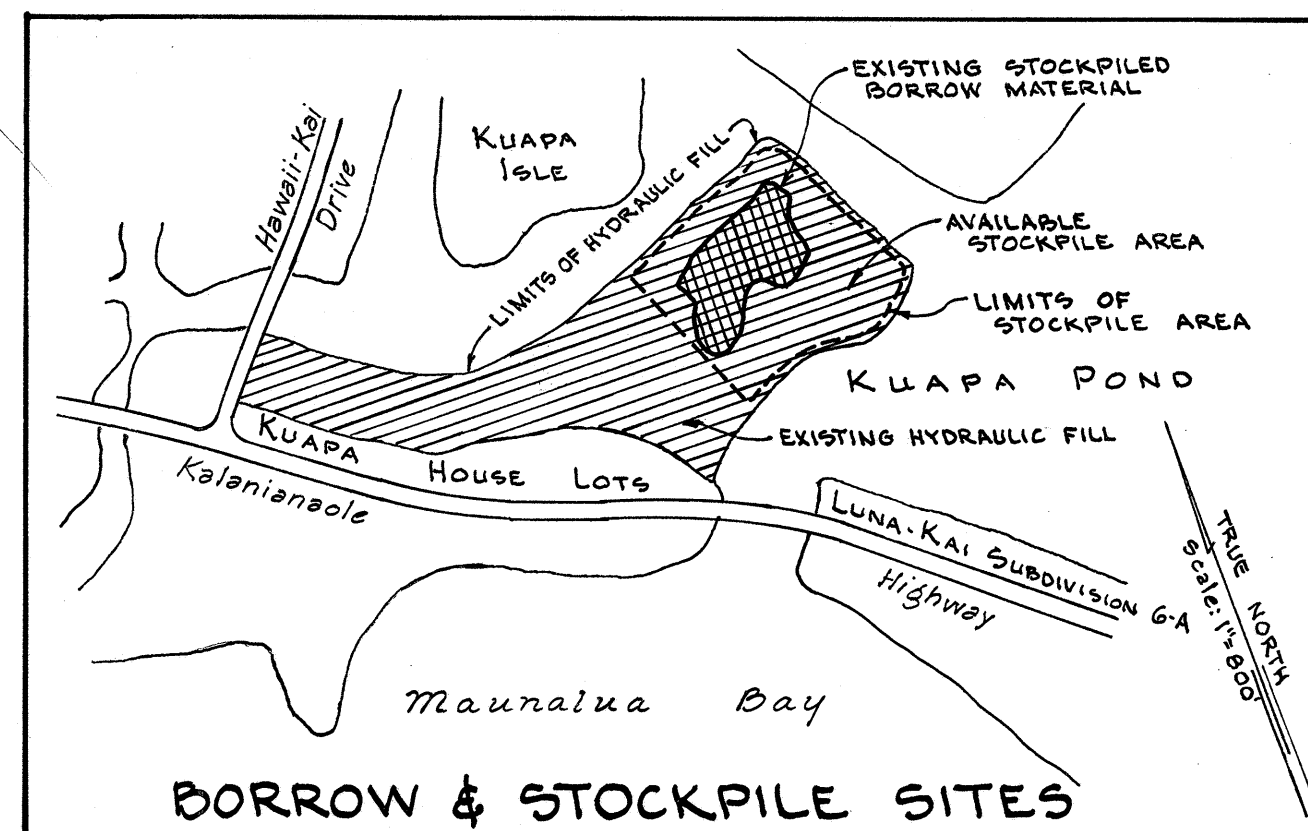 EXISTING STOCKPILED
BORROW MATERIAL
Hawaii-Kai
Drive
KUAPA
ISLE
LIMITS OF HYDRAULIC FILL
AVAILABLE
STOCKPILE AREA
LIMITS OF
STOCKPILE AREA
KUAPA POND
EXISTING HYDRAULIC FILL
KUAPA HOUSE LOTS
Kalanianaole
Highway
LUNA-KAI SUBDIVISION 6-A
TRUE NORTH
Scale: 1"=800'
Maunalua Bay
BORROW & STOCKPILE SITES